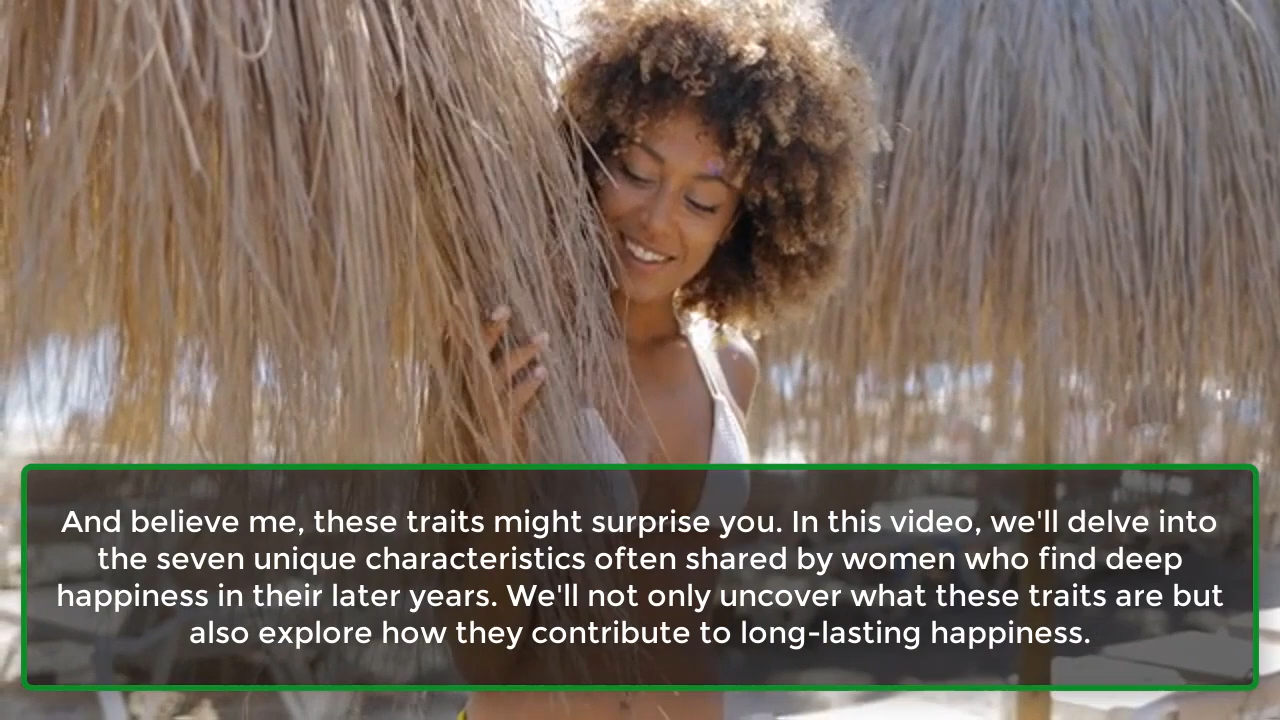 And believe me, these traits might surprise you. In this video, we'll delve into
the seven unique characteristics often shared by women who find deep
happiness in their later years. We'll not only uncover what these traits are but
also explore how they contribute to long-lasting happiness.